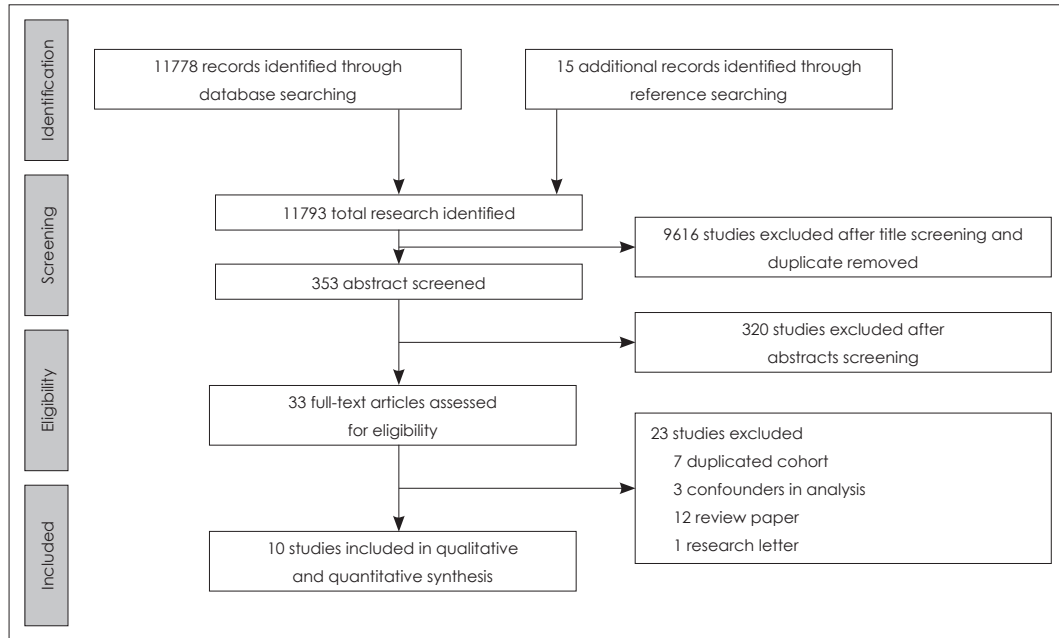 Identification
11778 records identified through
database searching
15 additional records identified through
reference searching
Screening
11793 total research identified
9616 studies excluded after title screening and
duplicate removed
353 abstract screened
320 studies excluded after
abstracts screening
Eligibility
33 full-text articles assessed
for eligibility
23 studies excluded
7 duplicated cohort
3 confounders in analysis
12 review paper
1 research letter
Included
10 studies included in qualitative
and quantitative synthesis